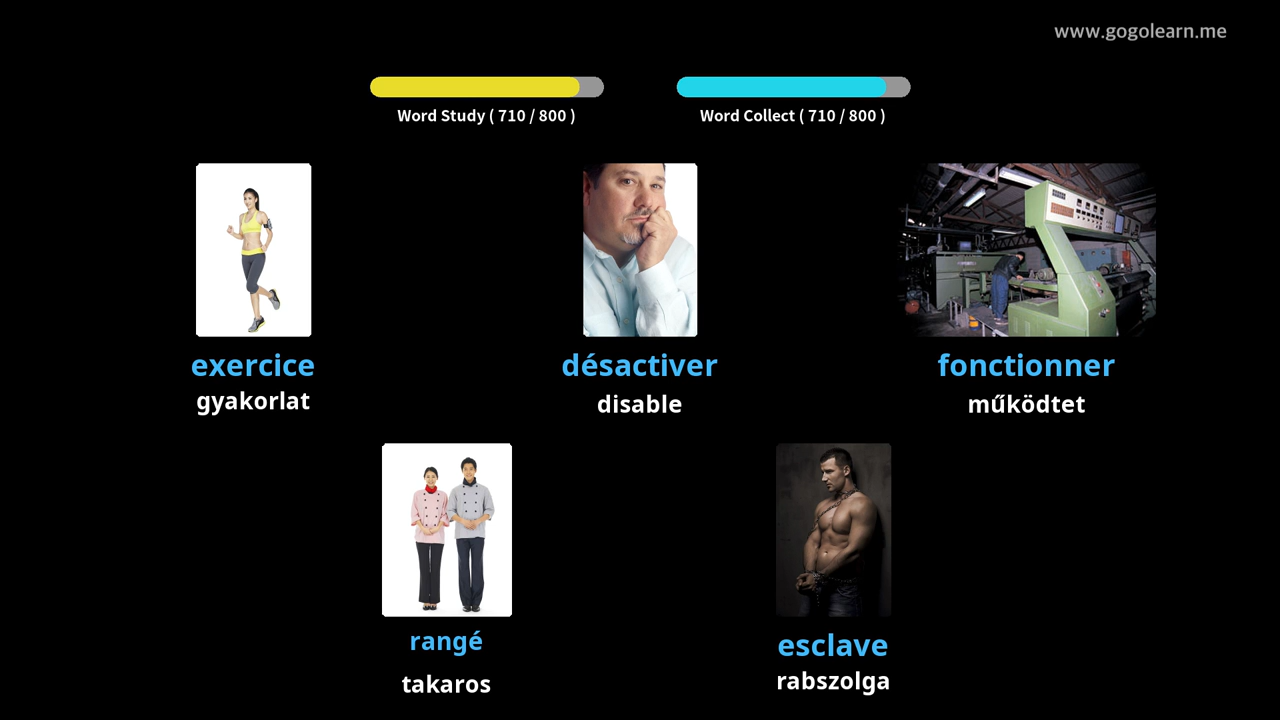 www.gogolearn.me
Word Study ( 710 / 800 )
Word Collect ( 710 / 800 )
exercice
gyakorlat
désactiver
disable
fonctionner
működtet
rangé
takaros
esclave
rabszolga